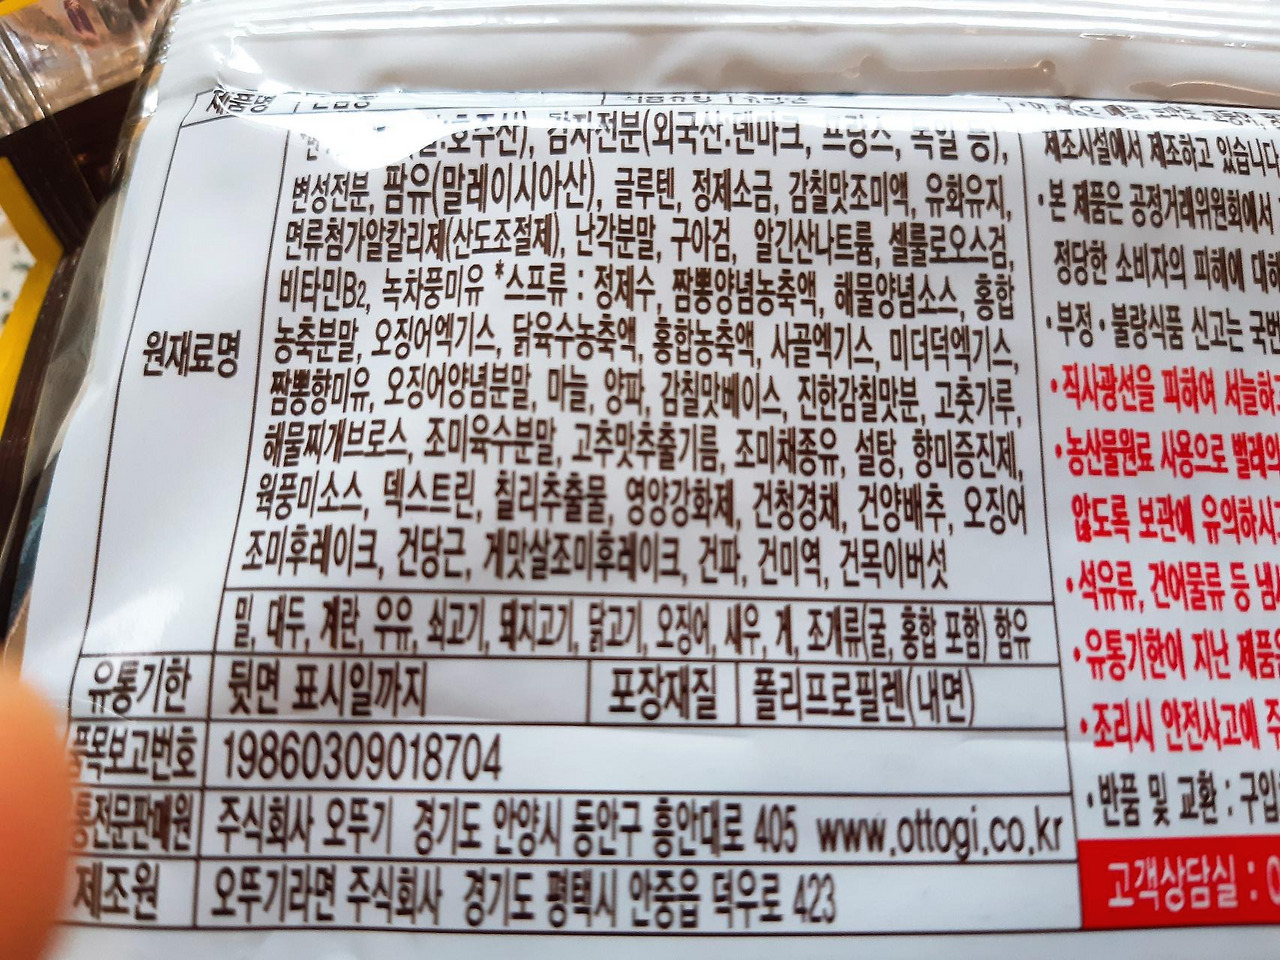 제품명
호주산), 감자전분(외국산:덴마크, 프랑스, 독일 등),
변성전분, 팜유(말레이시아산), 글루텐, 정제소금, 감칠맛조미액, 유화유지,
면류첨가알칼리제(산도조절제), 난각분말, 구아검, 알긴산나트륨, 셀룰로오스검,
비타민B2, 녹차풍미유 *스프류 : 정제수, 짬뽕양념농축액, 해물양념소스, 홍합
원재료명
농축분말, 오징어엑기스, 닭육수농축액, 홍합농축액, 사골엑기스, 미더덕엑기스,
짬뽕향미유, 오징어양념분말, 마늘, 양파, 감칠맛베이스, 진한감칠맛분, 고춧가루,
해물찌개브로스, 조미육수분말, 고추맛추출기름, 조미채종유, 설탕, 향미증진제,
웍풍미소스, 덱스트린, 칠리추출물, 영양강화제, 건청경채, 건양배추, 오징어
조미후레이크, 건당근, 게맛살조미후레이크, 건파, 건미역, 건목이버섯
밀, 대두, 계란, 우유, 쇠고기, 돼지고기, 닭고기, 오징어, 새우, 게, 조개류(굴, 홍합 포함) 함유
유통기한 뒷면 표시일까지 포장재질 폴리프로필렌(내면)
품목보고번호 19860309018704
통전문판매원 주식회사 오뚜기 경기도 안양시 동안구 흥안대로 405 www.ottogi.co.kr
제조원 오뚜기라면 주식회사 경기도 평택시 안중읍 덕우로 423
제조시설에서 제조하고 있습니다
• 본 제품은 공정거래위원회에서
정당한 소비자의 피해에 대해
• 부정 • 불량식품 신고는 국번
• 직사광선을 피하여 서늘하
• 농산물원료 사용으로 벌레의
않도록 보관에 유의하시
• 석유류, 건어물류 등 냄
• 유통기한이 지난 제품
• 조리시 안전사고에 주
• 반품 및 교환 : 구입
고객상담실 : 0